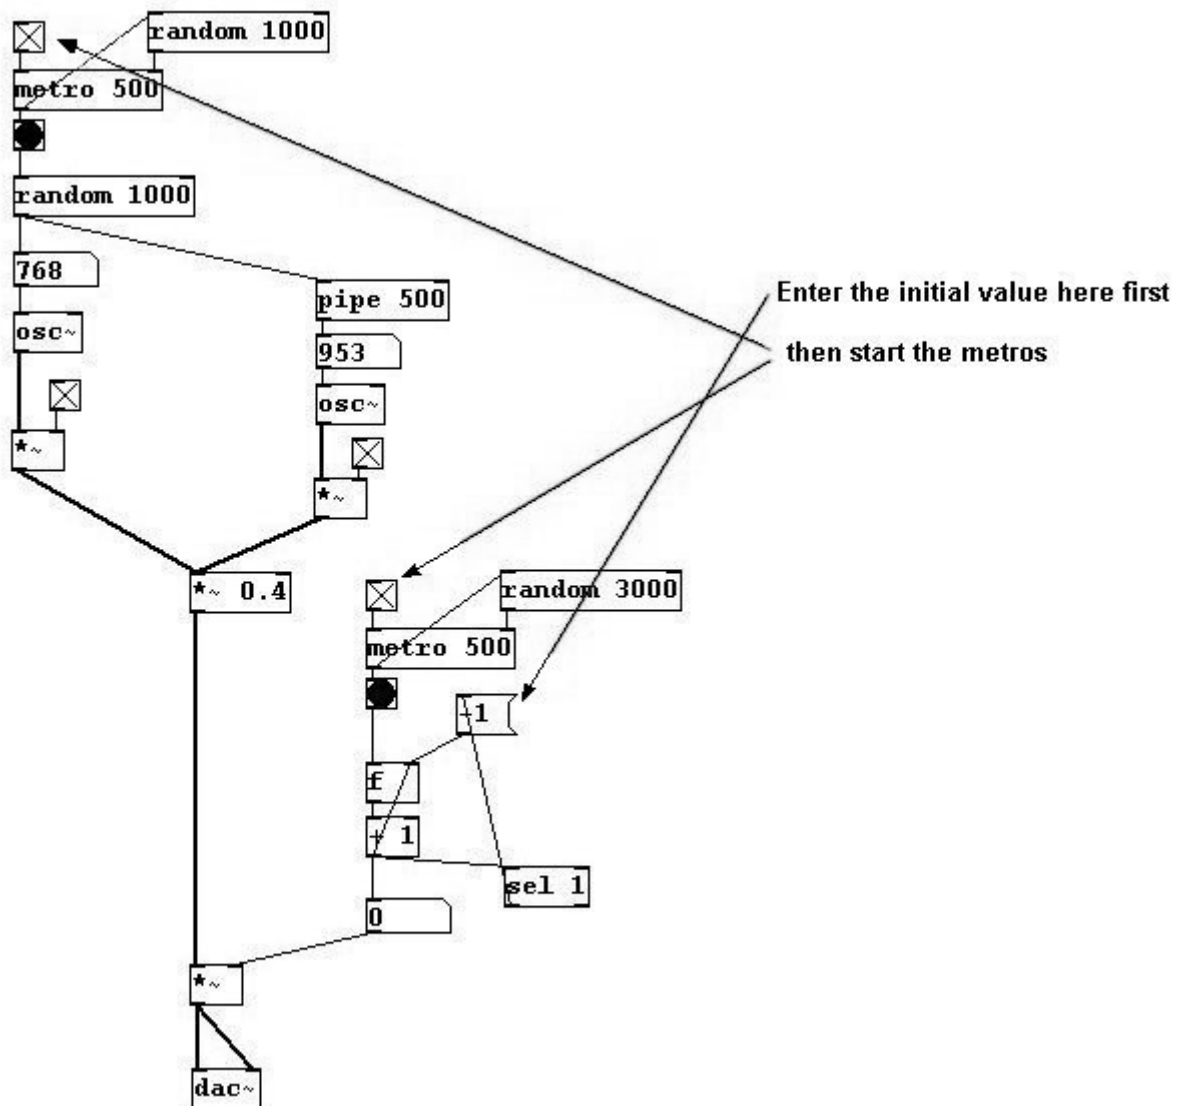 random 1000
metro 500
random 1000
768
pipe 500
osc~
953
osc~
*~
*~
*~ 0.4
Enter the initial value here first
then start the metros
random 3000
metro 500
-1
f
+ 1
sel 1
0
*~
dac~